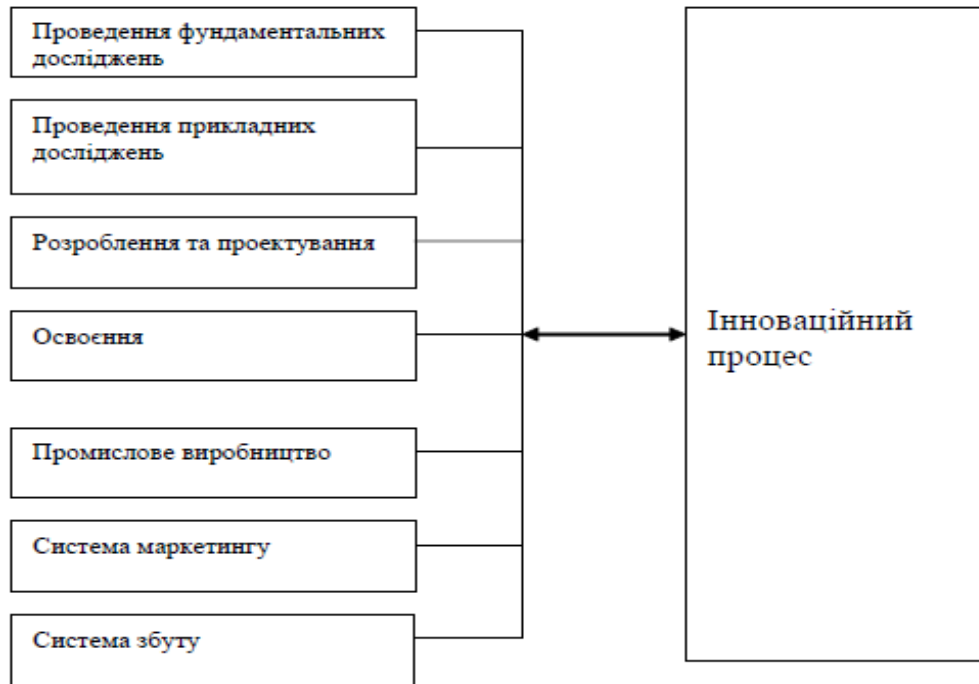 Проведення фундаментальних
досліджень
Проведення прикладних
досліджень
Розроблення та проектування
Освоєння
Промислове виробництво
Система маркетингу
Система збуту
Інноваційний
процес